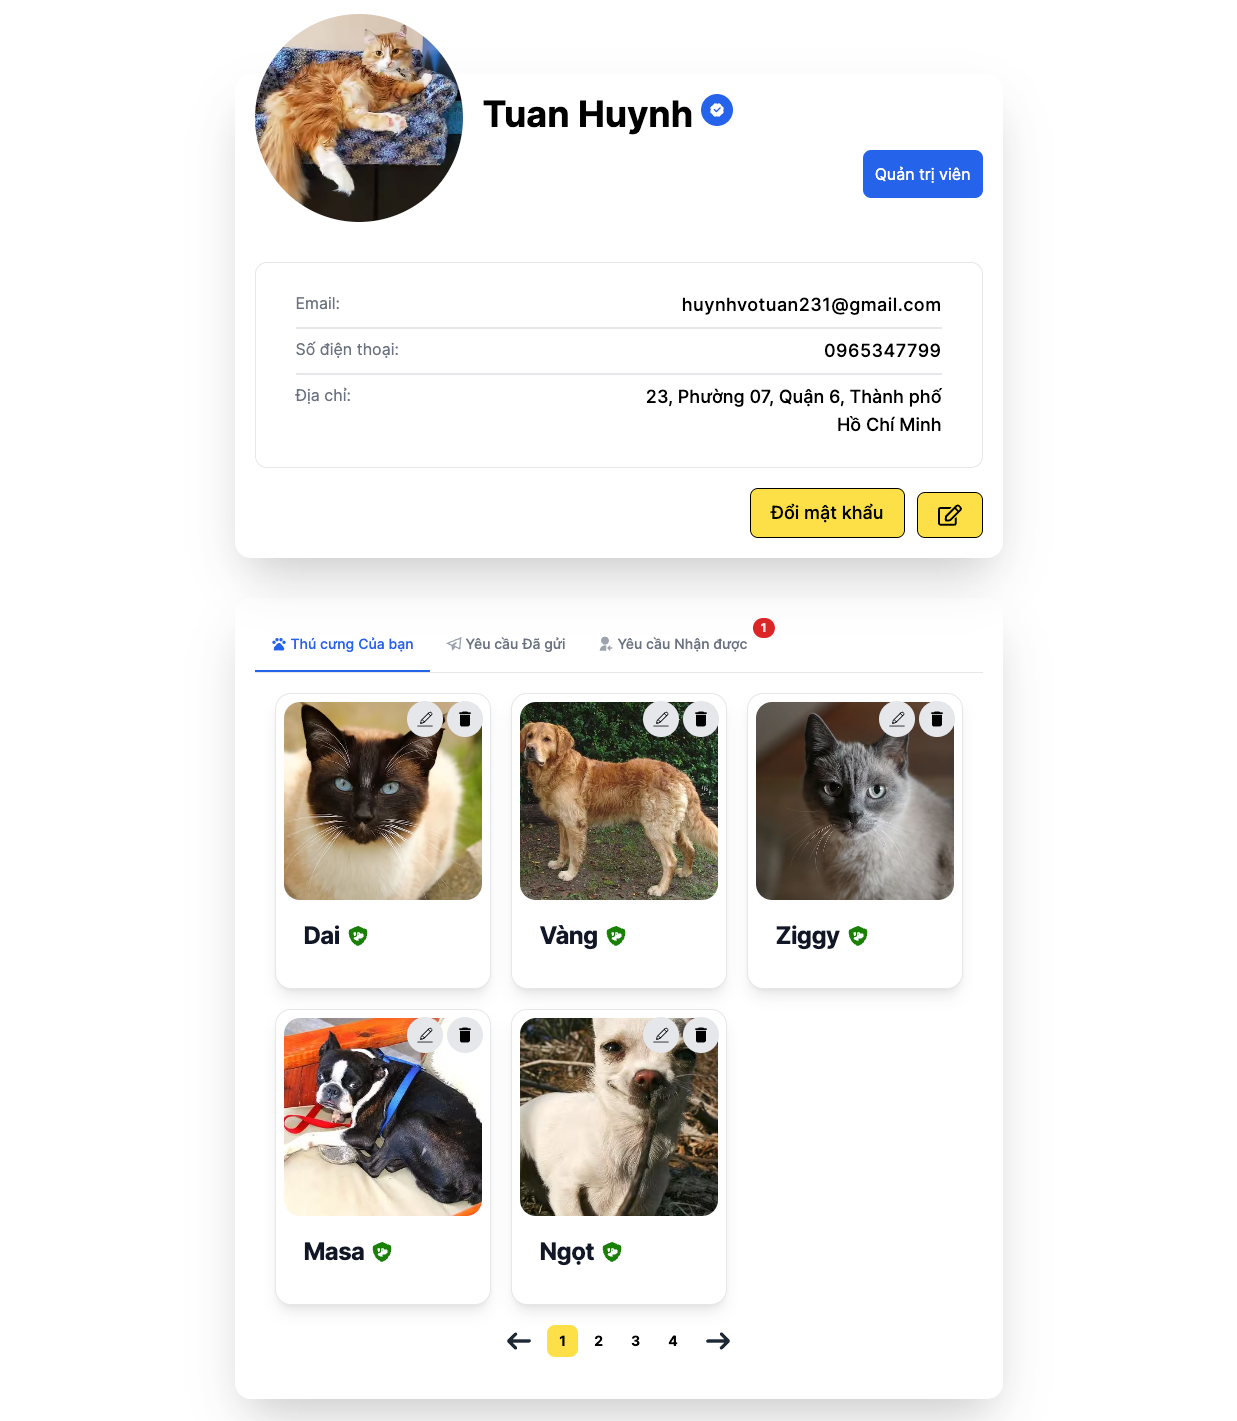 Tuan Huynh
Quản trị viên
Email:
huynhvotuan231@gmail.com
Số điện thoại:
0965347799
Địa chỉ:
23, Phường 07, Quận 6, Thành phố
Hồ Chí Minh
Đổi mật khẩu
Thú cưng Của bạn
Yêu cầu Đã gửi
Yêu cầu Nhận được
1
Dai
Vàng
Ziggy
Masa
Ngọt
1 2 3 4